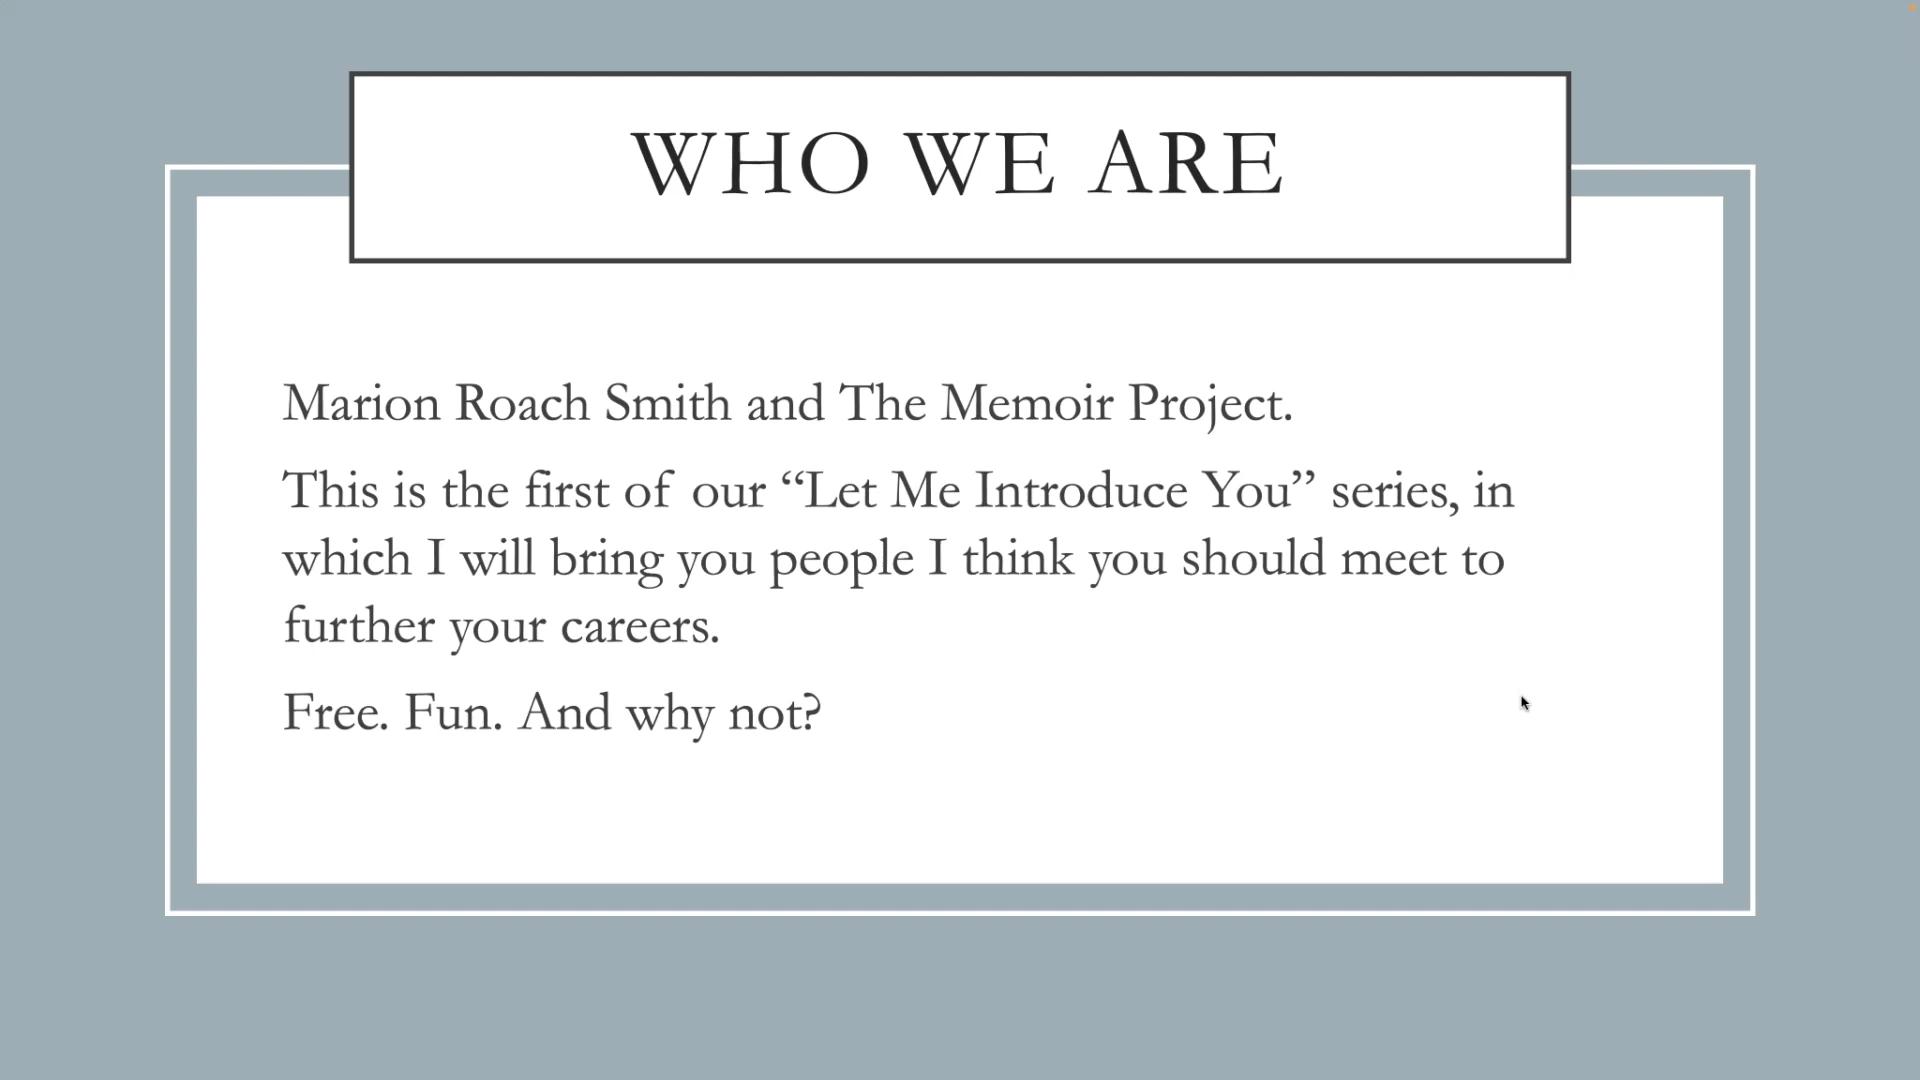 WHO WE ARE
Marion Roach Smith and The Memoir Project.
This is the first of our “Let Me Introduce You” series, in
which I will bring you people I think you should meet to
further your careers.
Free. Fun. And why not?